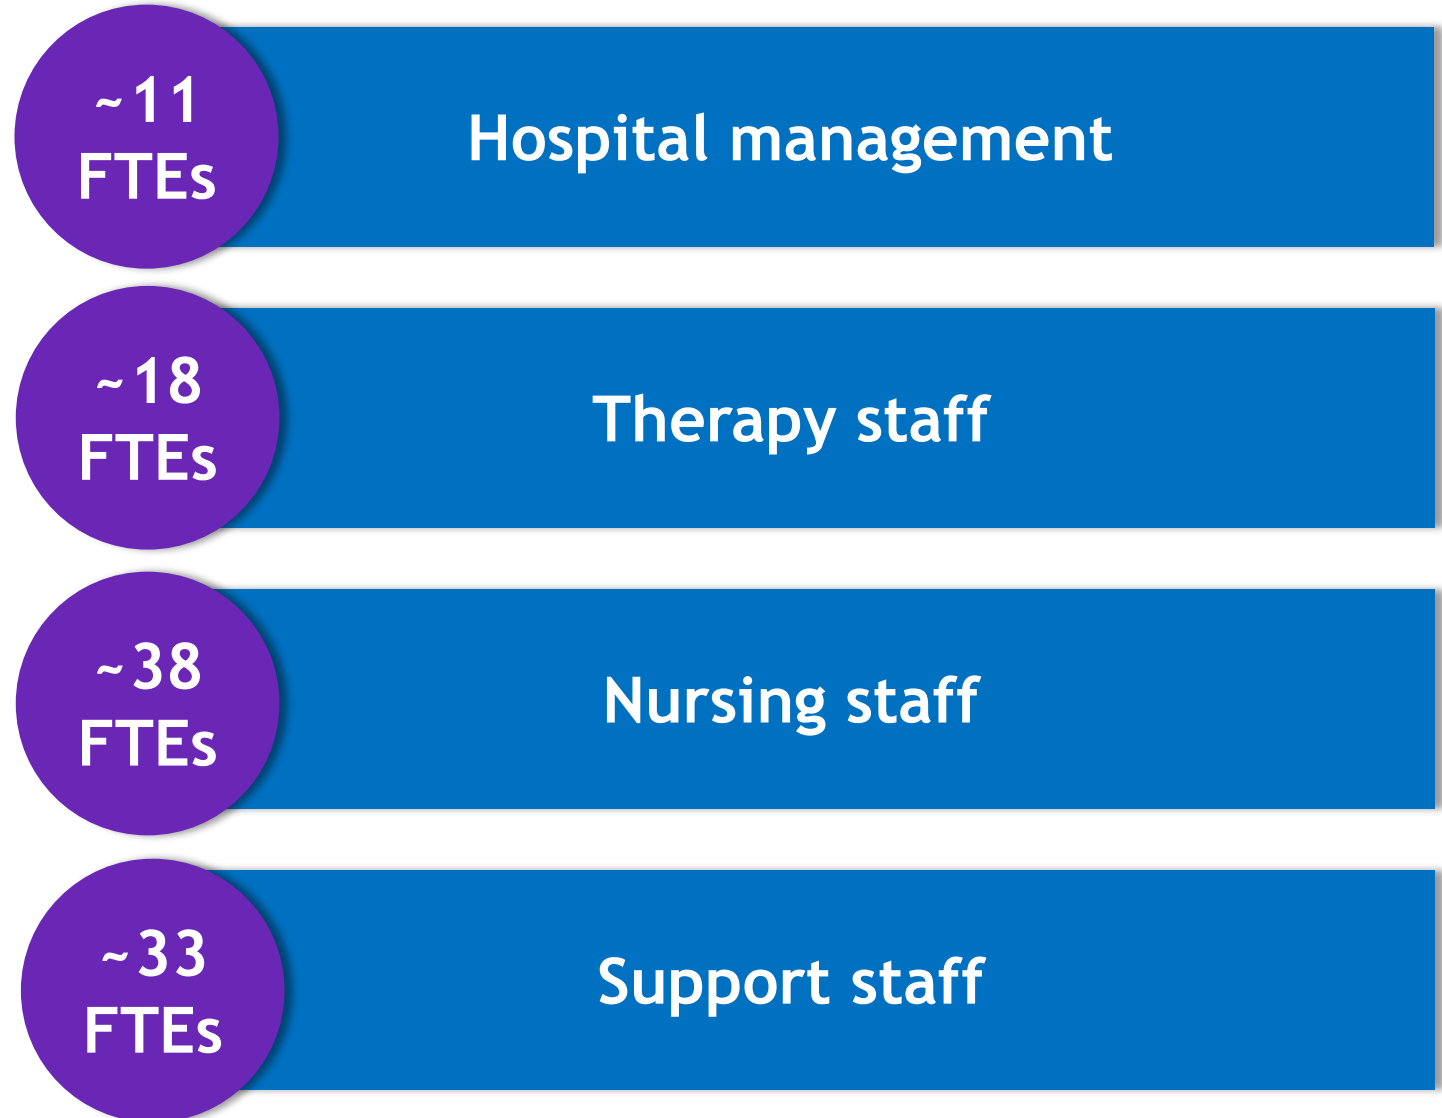 ~11
FTEs
Hospital management
~18
FTEs
Therapy staff
~38
FTEs
Nursing staff
~33
FTEs
Support staff